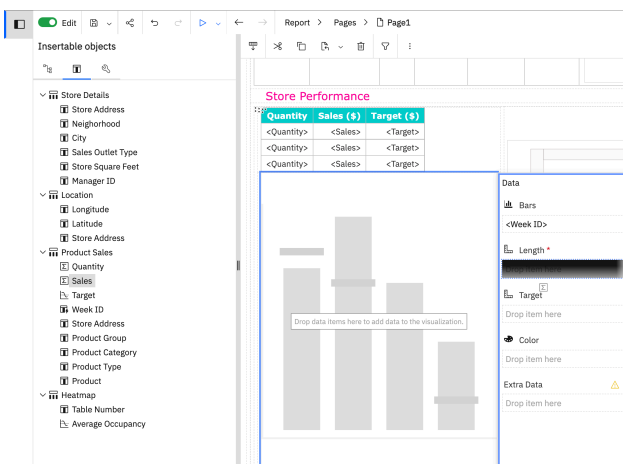 Edit
Report > Pages > Page1
Insertable objects
Store Details
Store Address
Neighorhood
City
Sales Outlet Type
Store Square Feet
Manager ID
Location
Longitude
Latitude
Store Address
Product Sales
Quantity
Sales
Target
Week ID
Store Address
Product Group
Product Category
Product Type
Product
Heatmap
Table Number
Average Occupancy
Store Performance
Quantity Sales ($) Target ($)
<Quantity> <Sales> <Target>
<Quantity> <Sales> <Target>
<Quantity> <Sales> <Target>
Drop data items here to add data to the visualization.
Data
Bars
<Week ID>
Length *
Drop item here
Target
Drop item here
Color
Drop item here
Extra Data
Drop item here